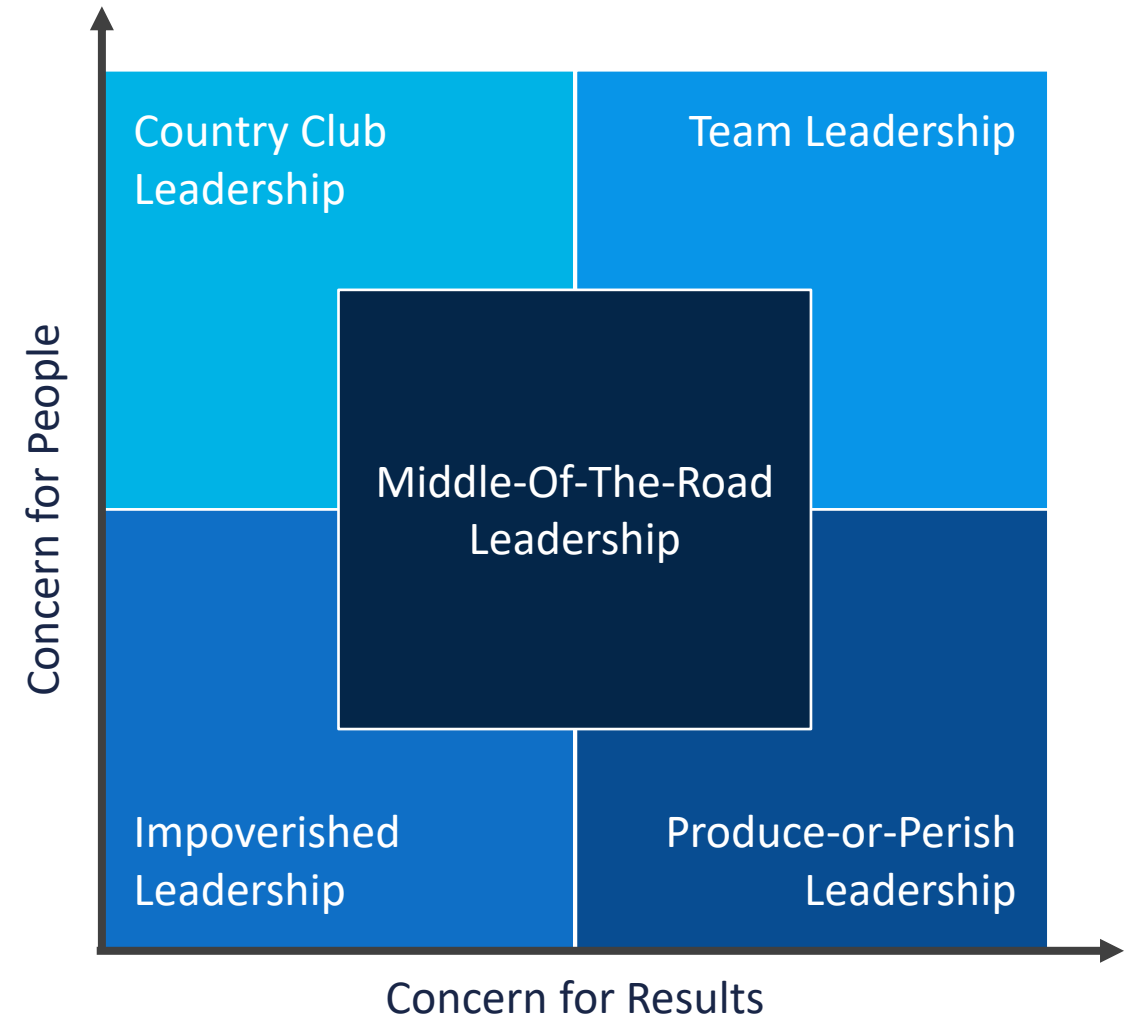 Country Club
Leadership
Team Leadership
Concern for People
Middle-Of-The-Road
Leadership
Impoverished
Leadership
Produce-or-Perish
Leadership
Concern for Results